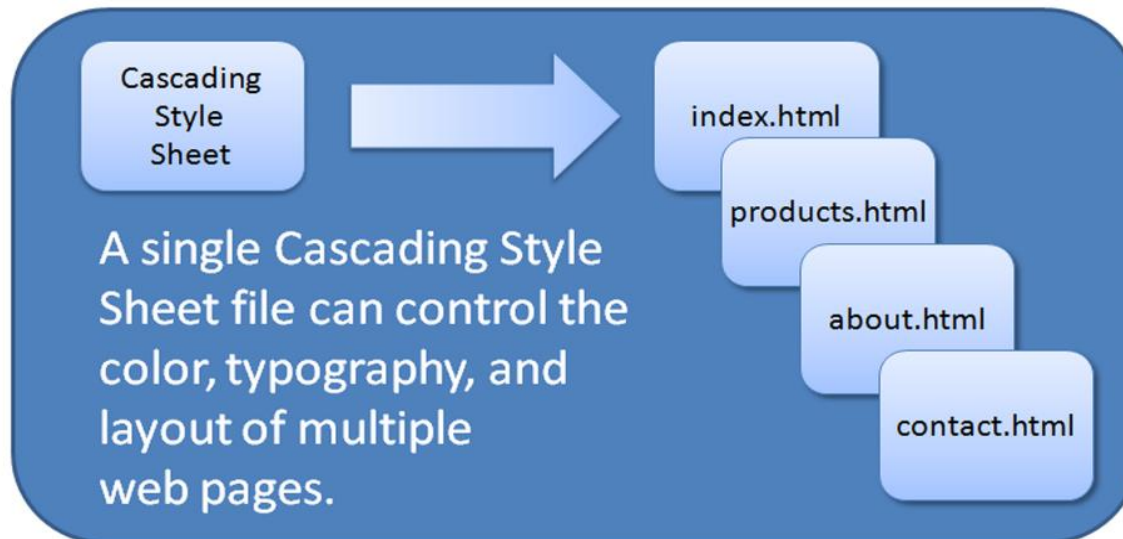 Cascading
Style
Sheet
index.html
products.html
about.html
contact.html
A single Cascading Style
Sheet file can control the
color, typography, and
layout of multiple
web pages.